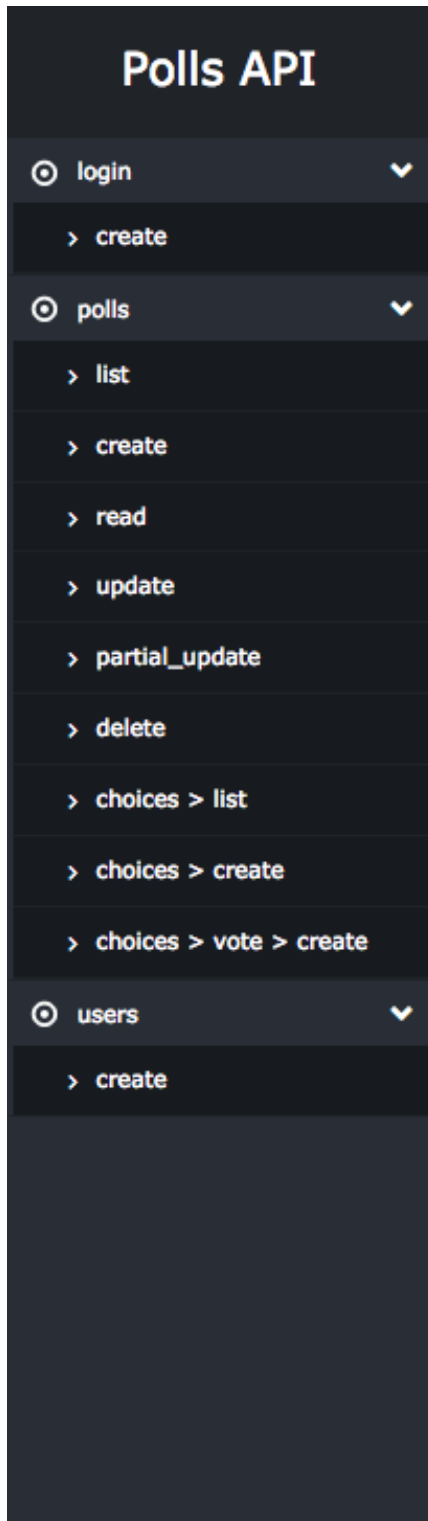 Polls API
login
> create
polls
> list
> create
> read
> update
> partial_update
> delete
> choices > list
> choices > create
> choices > vote > create
users
> create